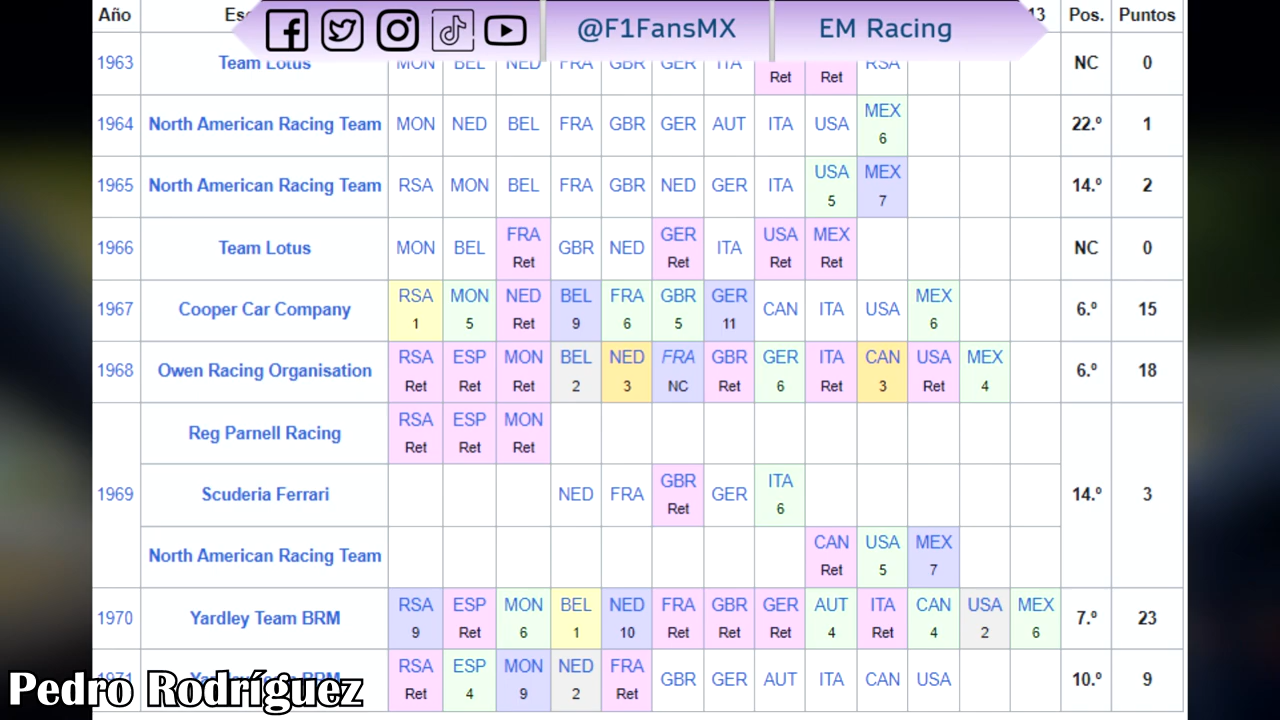 @F1FansMX EM Racing
Año Es 13 Pos. Puntos
1963 Team Lotus MON BEL NED FRA GBR GER ITA Ret Ret RSA NC 0
1964 North American Racing Team MON NED BEL FRA GBR GER AUT ITA USA MEX 6 22.º 1
1965 North American Racing Team RSA MON BEL FRA GBR NED GER ITA USA 5 MEX 7 14.º 2
1966 Team Lotus MON BEL FRA Ret GBR NED GER Ret ITA USA Ret MEX Ret NC 0
1967 Cooper Car Company RSA 1 MON 5 NED Ret BEL 9 FRA 6 GBR 5 GER 11 CAN ITA USA MEX 6 6.º 15
1968 Owen Racing Organisation RSA Ret ESP Ret MON Ret BEL 2 NED 3 FRA NC GBR Ret GER 6 ITA Ret CAN 3 USA Ret MEX 4 6.º 18
Reg Parnell Racing RSA Ret ESP Ret MON Ret
1969 Scuderia Ferrari NED FRA GBR Ret GER ITA 6 14.º 3
North American Racing Team CAN Ret USA 5 MEX 7
1970 Yardley Team BRM RSA 9 ESP Ret MON 6 BEL 1 NED 10 FRA Ret GBR Ret GER Ret AUT 4 ITA Ret CAN 4 USA 2 MEX 6 7.º 23
RSA Ret ESP 4 MON 9 NED 2 FRA Ret GBR GER AUT ITA CAN USA 10.º 9
Pedro Rodríguez